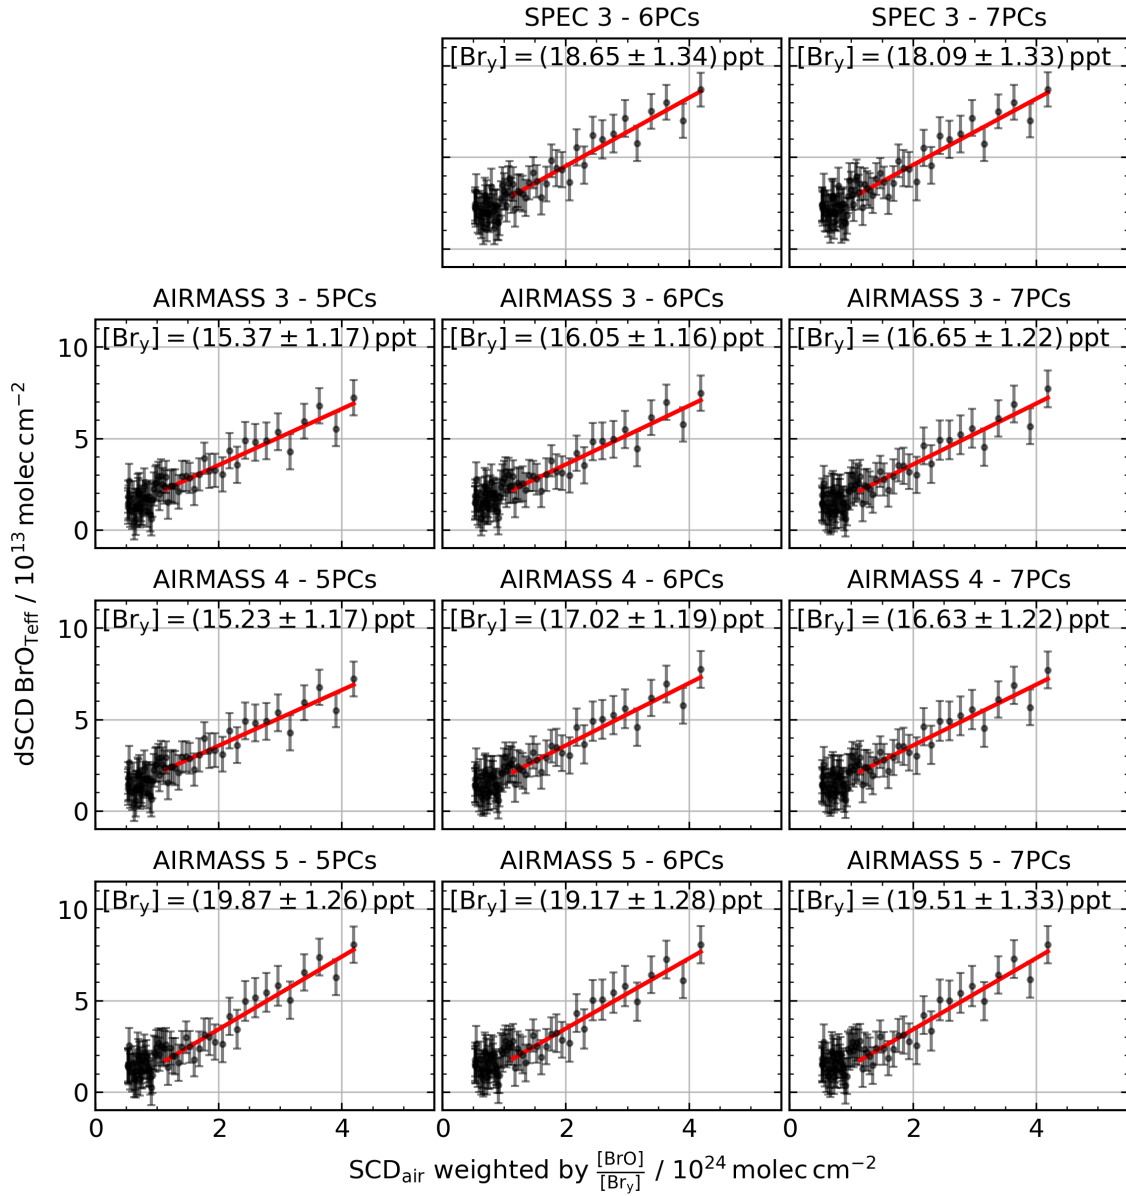 SPEC 3 - 6PCs
SPEC 3 - 7PCs
[Br_y] = (18.65 ± 1.34) ppt
[Br_y] = (18.09 ± 1.33) ppt
AIRMASS 3 - 5PCs
AIRMASS 3 - 6PCs
AIRMASS 3 - 7PCs
[Br_y] = (15.37 ± 1.17) ppt
[Br_y] = (16.05 ± 1.16) ppt
[Br_y] = (16.65 ± 1.22) ppt
10
5
0
AIRMASS 4 - 5PCs
AIRMASS 4 - 6PCs
AIRMASS 4 - 7PCs
[Br_y] = (15.23 ± 1.17) ppt
[Br_y] = (17.02 ± 1.19) ppt
[Br_y] = (16.63 ± 1.22) ppt
10
5
0
dSCD BrO_Teff / 10^13 molec cm^−2
AIRMASS 5 - 5PCs
AIRMASS 5 - 6PCs
AIRMASS 5 - 7PCs
[Br_y] = (19.87 ± 1.26) ppt
[Br_y] = (19.17 ± 1.28) ppt
[Br_y] = (19.51 ± 1.33) ppt
10
5
0
0 2 4
0 2 4
0 2 4
SCD_air weighted by [BrO]/[Br_y] / 10^24 molec cm^−2